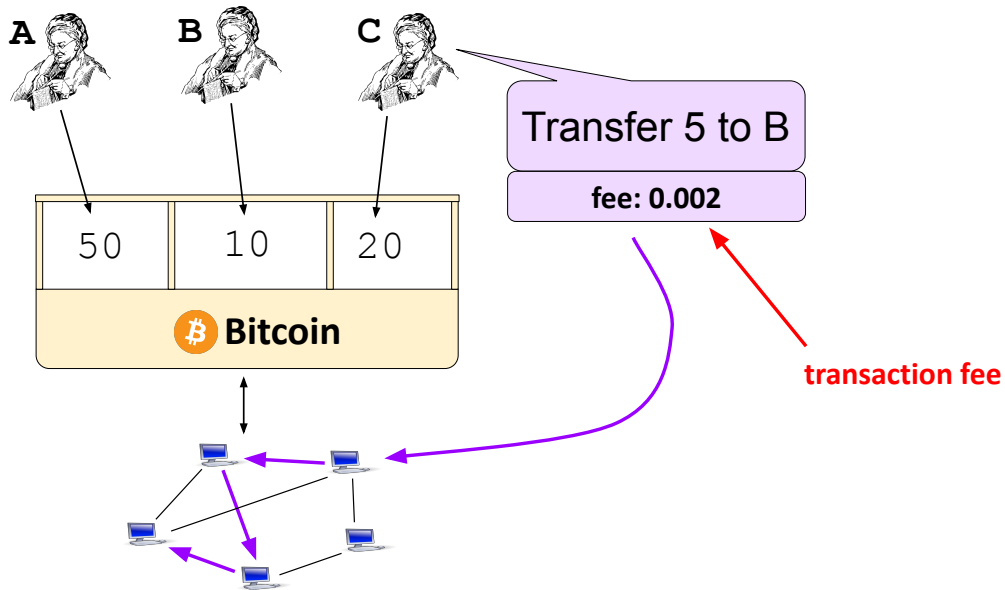 A B C
Transfer 5 to B
fee: 0.002
50 10 20
Bitcoin
transaction fee